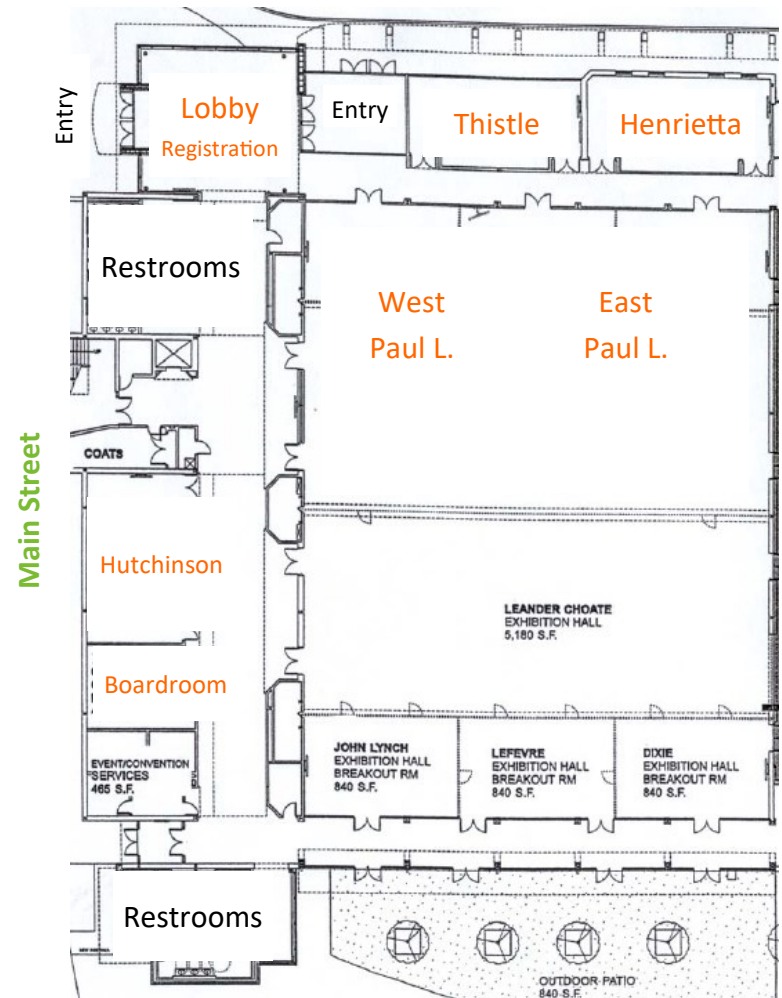 Entry
Lobby
Registration
Entry
Thistle
Henrietta
Restrooms
West
Paul L.
East
Paul L.
COATS
Main Street
Hutchinson
LEANDER CHOATE
EXHIBITION HALL
5,180 S.F.
Boardroom
EVENT/CONVENTION
SERVICES
465 S.F.
JOHN LYNCH
EXHIBITION HALL
BREAKOUT RM
840 S.F.
LEFEVRE
EXHIBITION HALL
BREAKOUT RM
840 S.F.
DIXIE
EXHIBITION HALL
BREAKOUT RM
840 S.F.
Restrooms
OUTDOOR PATIO
840 S.F.